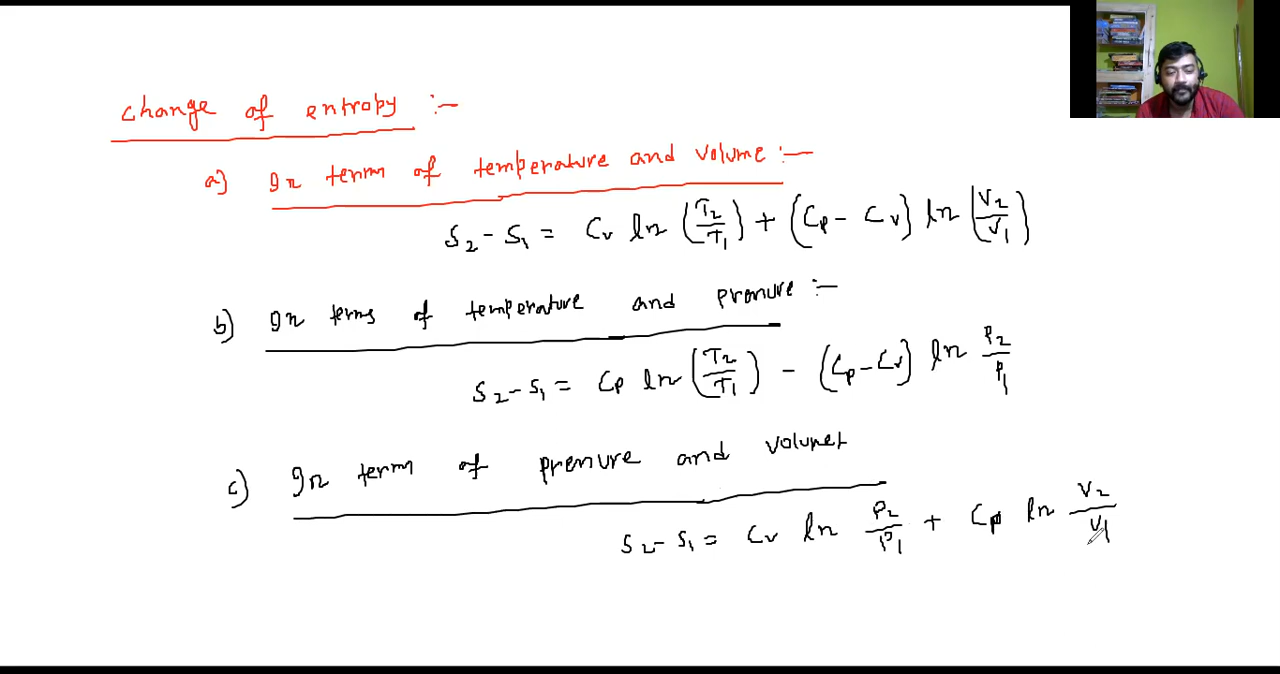 change of entropy :-
a) In term of temperature and volume :-
S₂ - S₁ = Cv ln (T₂/T₁) + (Cp - Cv) ln (V₂/V₁)
b) In terms of temperature and pressure :-
S₂ - S₁ = Cp ln (T₂/T₁) - (Cp - Cv) ln P₂/P₁
c) In term of pressure and volume
S₂ - S₁ = Cv ln P₂/P₁ + Cp ln V₂/V₁